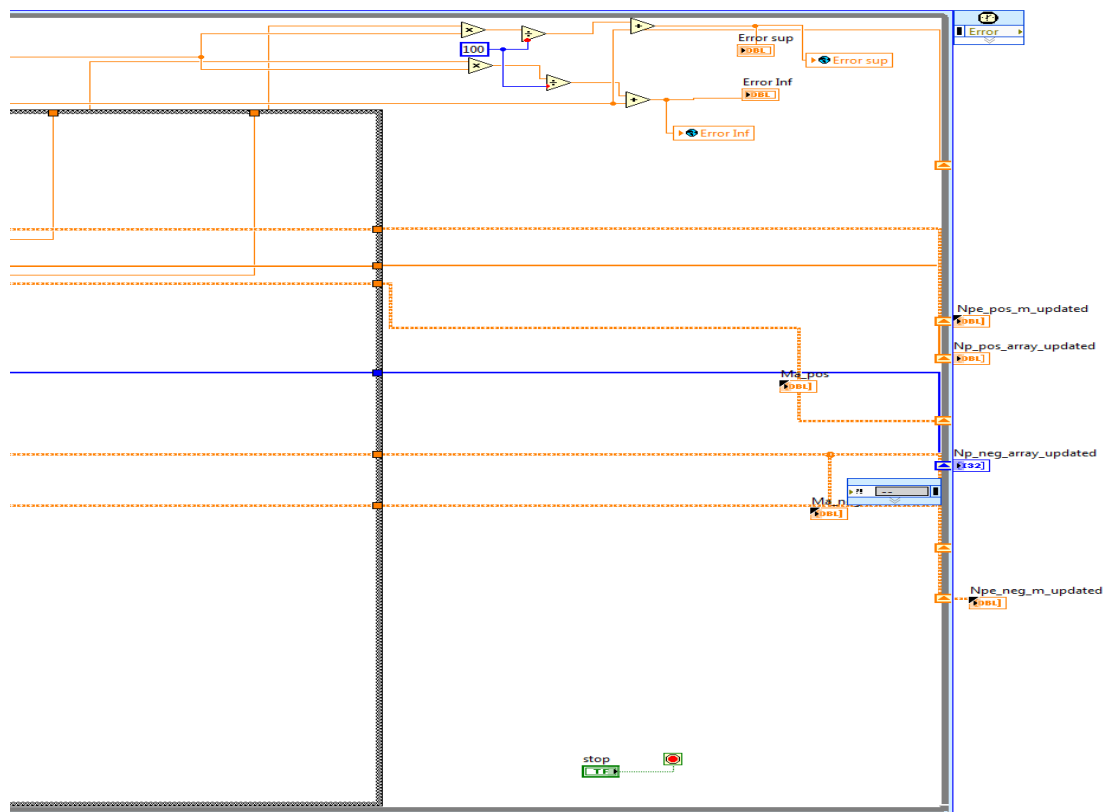 Error
100
Error sup
DBL
Error sup
Error Inf
DBL
Error Inf
Npe_pos_m_updated
DBL]
Np_pos_array_updated
DBL]
Ma_pos
DBL]
Np_neg_array_updated
I32]
?!
--
DBL]
Npe_neg_m_updated
DBL]
stop
TF